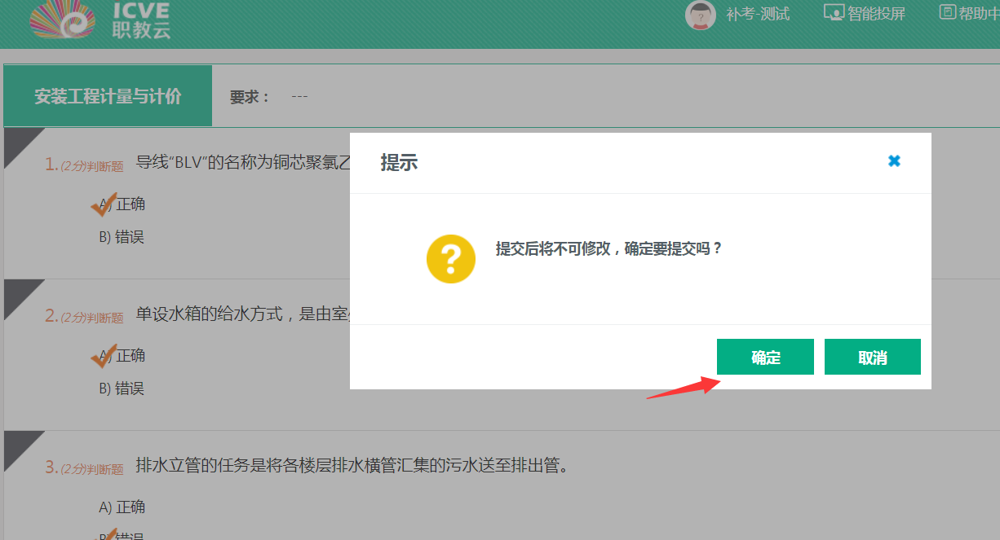 ICVE
职教云
补考-测试
智能投屏
帮助中
安装工程计量与计价
要求：
---
1.(2分)判断题 导线“BLV”的名称为铜芯聚氯乙
A) 正确
B) 错误
提示
提交后将不可修改，确定要提交吗？
确定
取消
2.(2分)判断题 单设水箱的给水方式，是由室
A) 正确
B) 错误
3.(2分)判断题 排水立管的任务是将各楼层排水横管汇集的污水送至排出管。
A) 正确
B) 错误